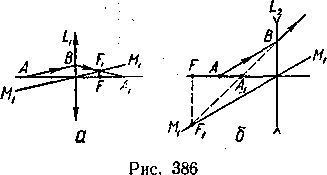 L₁
B F₁ M₁
A
M₁ F A₁
а
L₂
B
F A M₁
A₁
M₁ F₁
б
Рис. 386